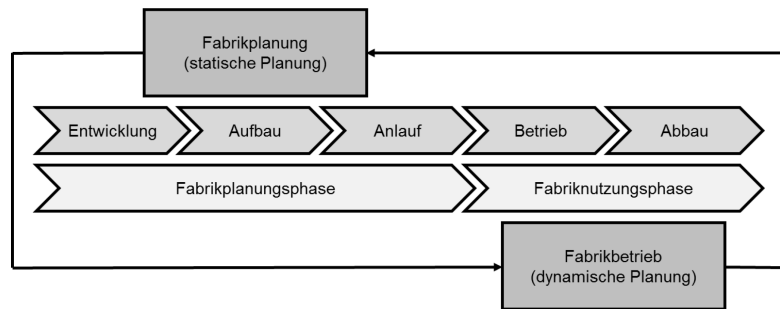 Fabrikplanung
(statische Planung)
Entwicklung
Aufbau
Anlauf
Betrieb
Abbau
Fabrikplanungsphase
Fabriknutzungsphase
Fabrikbetrieb
(dynamische Planung)